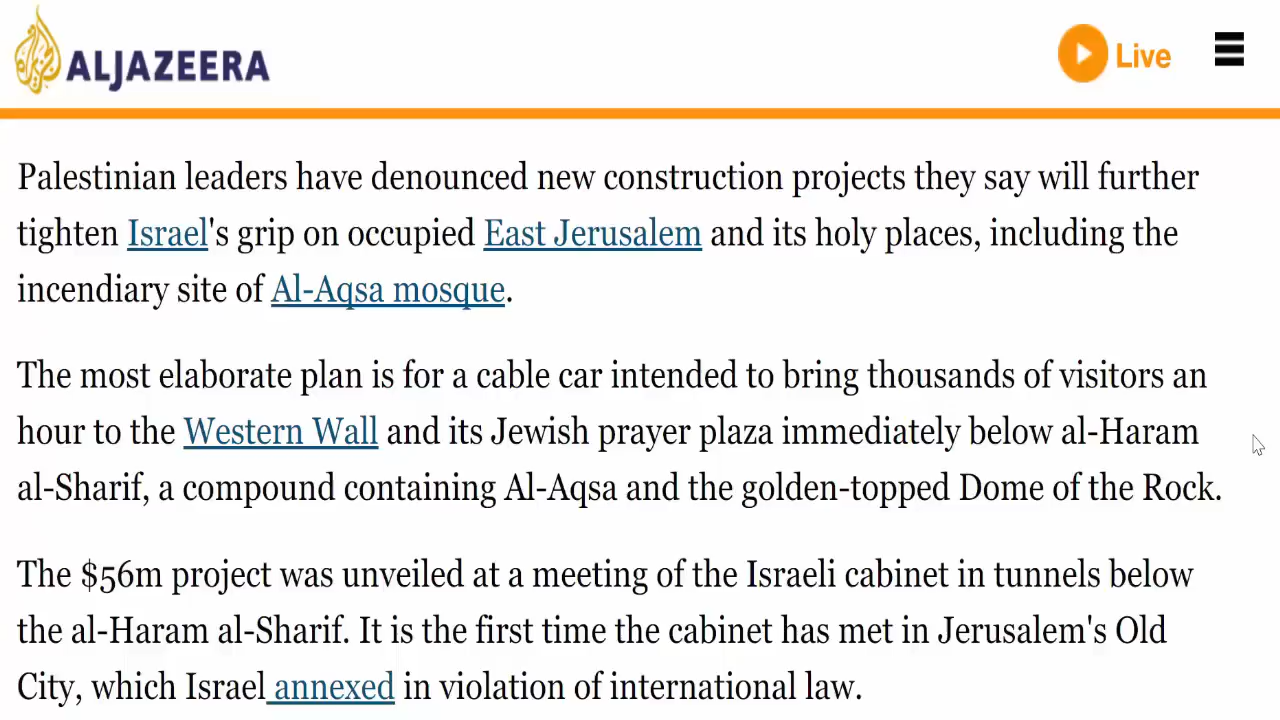 ALJAZEERA
Live
Palestinian leaders have denounced new construction projects they say will further
tighten Israel's grip on occupied East Jerusalem and its holy places, including the
incendiary site of Al-Aqsa mosque.
The most elaborate plan is for a cable car intended to bring thousands of visitors an
hour to the Western Wall and its Jewish prayer plaza immediately below al-Haram
al-Sharif, a compound containing Al-Aqsa and the golden-topped Dome of the Rock.
The $56m project was unveiled at a meeting of the Israeli cabinet in tunnels below
the al-Haram al-Sharif. It is the first time the cabinet has met in Jerusalem's Old
City, which Israel annexed in violation of international law.